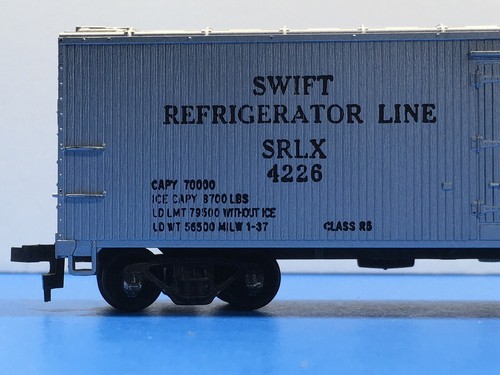 SWIFT
REFRIGERATOR LINE
SRLX
4226
CAPY 70000
ICE CAPY 8700 LBS
LD LMT 79500 WITHOUT ICE
LD WT 56500 MILW 1-37
CLASS RS